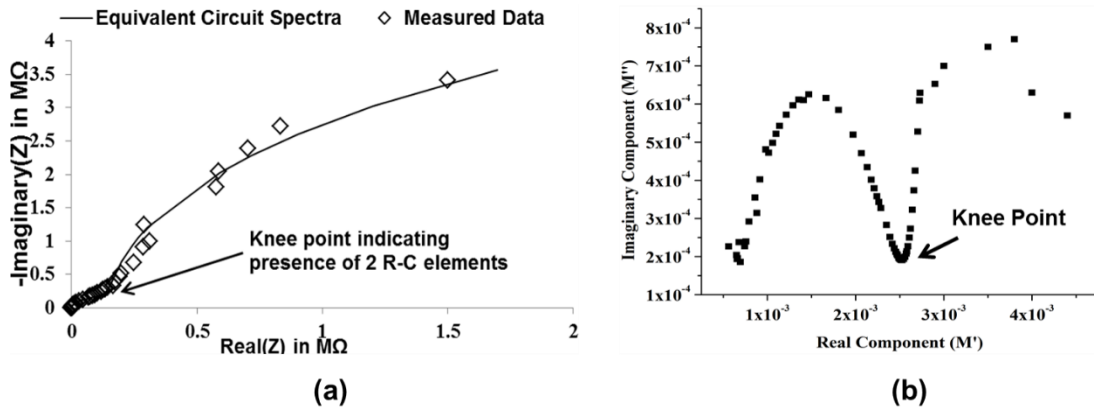 Equivalent Circuit Spectra ◇ Measured Data
-Imaginary(Z) in MΩ
4
3.5
3
2.5
2
1.5
1
0.5
0
Knee point indicating
presence of 2 R-C elements
0 0.5 1 1.5 2
Real(Z) in MΩ
(a)
Imaginary Component (M'')
8x10⁻⁴
7x10⁻⁴
6x10⁻⁴
5x10⁻⁴
4x10⁻⁴
3x10⁻⁴
2x10⁻⁴
1x10⁻⁴
Knee Point
1x10⁻³ 2x10⁻³ 3x10⁻³ 4x10⁻³
Real Component (M')
(b)